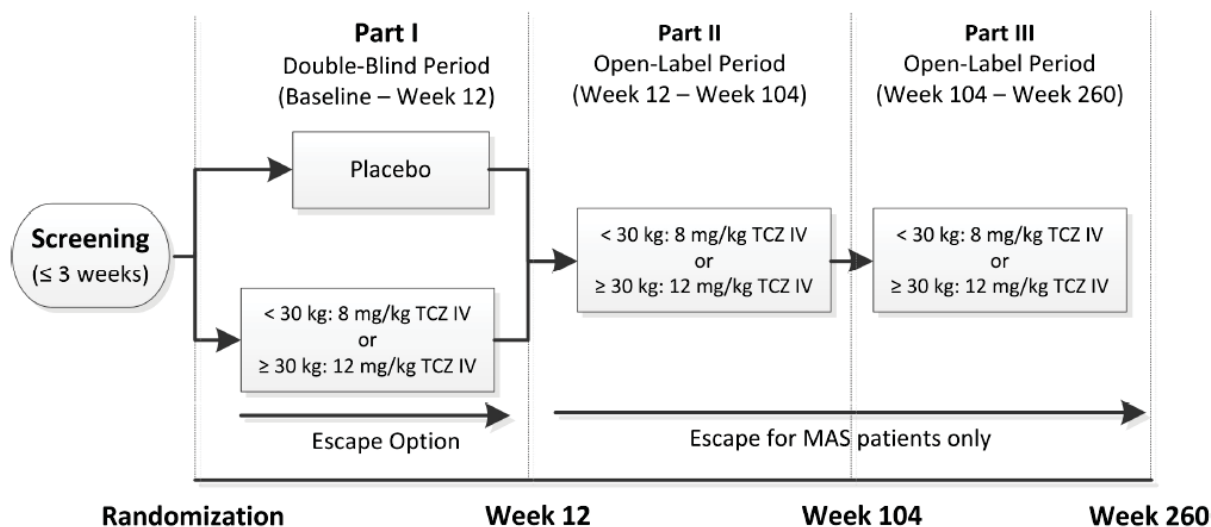 Part I
Double-Blind Period
(Baseline – Week 12)
Part II
Open-Label Period
(Week 12 – Week 104)
Part III
Open-Label Period
(Week 104 – Week 260)
Screening
(≤ 3 weeks)
Placebo
< 30 kg: 8 mg/kg TCZ IV
or
≥ 30 kg: 12 mg/kg TCZ IV
< 30 kg: 8 mg/kg TCZ IV
or
≥ 30 kg: 12 mg/kg TCZ IV
< 30 kg: 8 mg/kg TCZ IV
or
≥ 30 kg: 12 mg/kg TCZ IV
Escape Option
Escape for MAS patients only
Randomization
Week 12
Week 104
Week 260